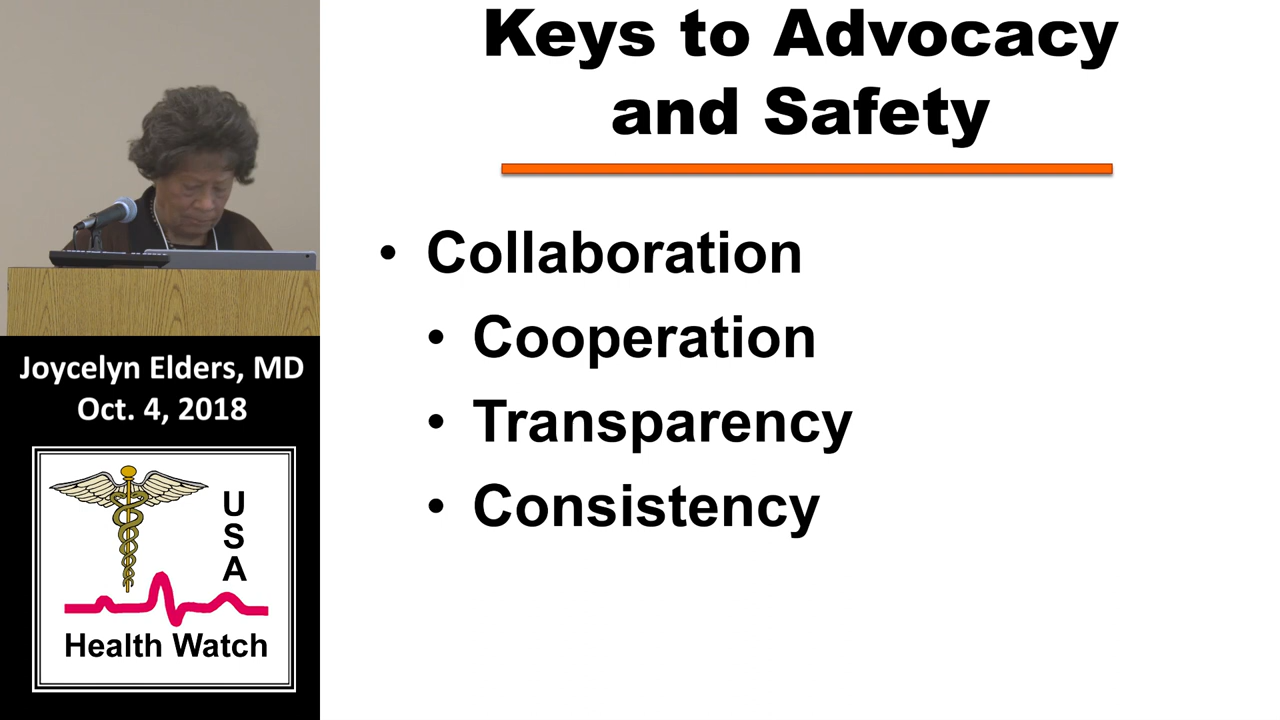 Keys to Advocacy
and Safety
• Collaboration
• Cooperation
• Transparency
• Consistency
Joycelyn Elders, MD
Oct. 4, 2018
U
S
A
Health Watch